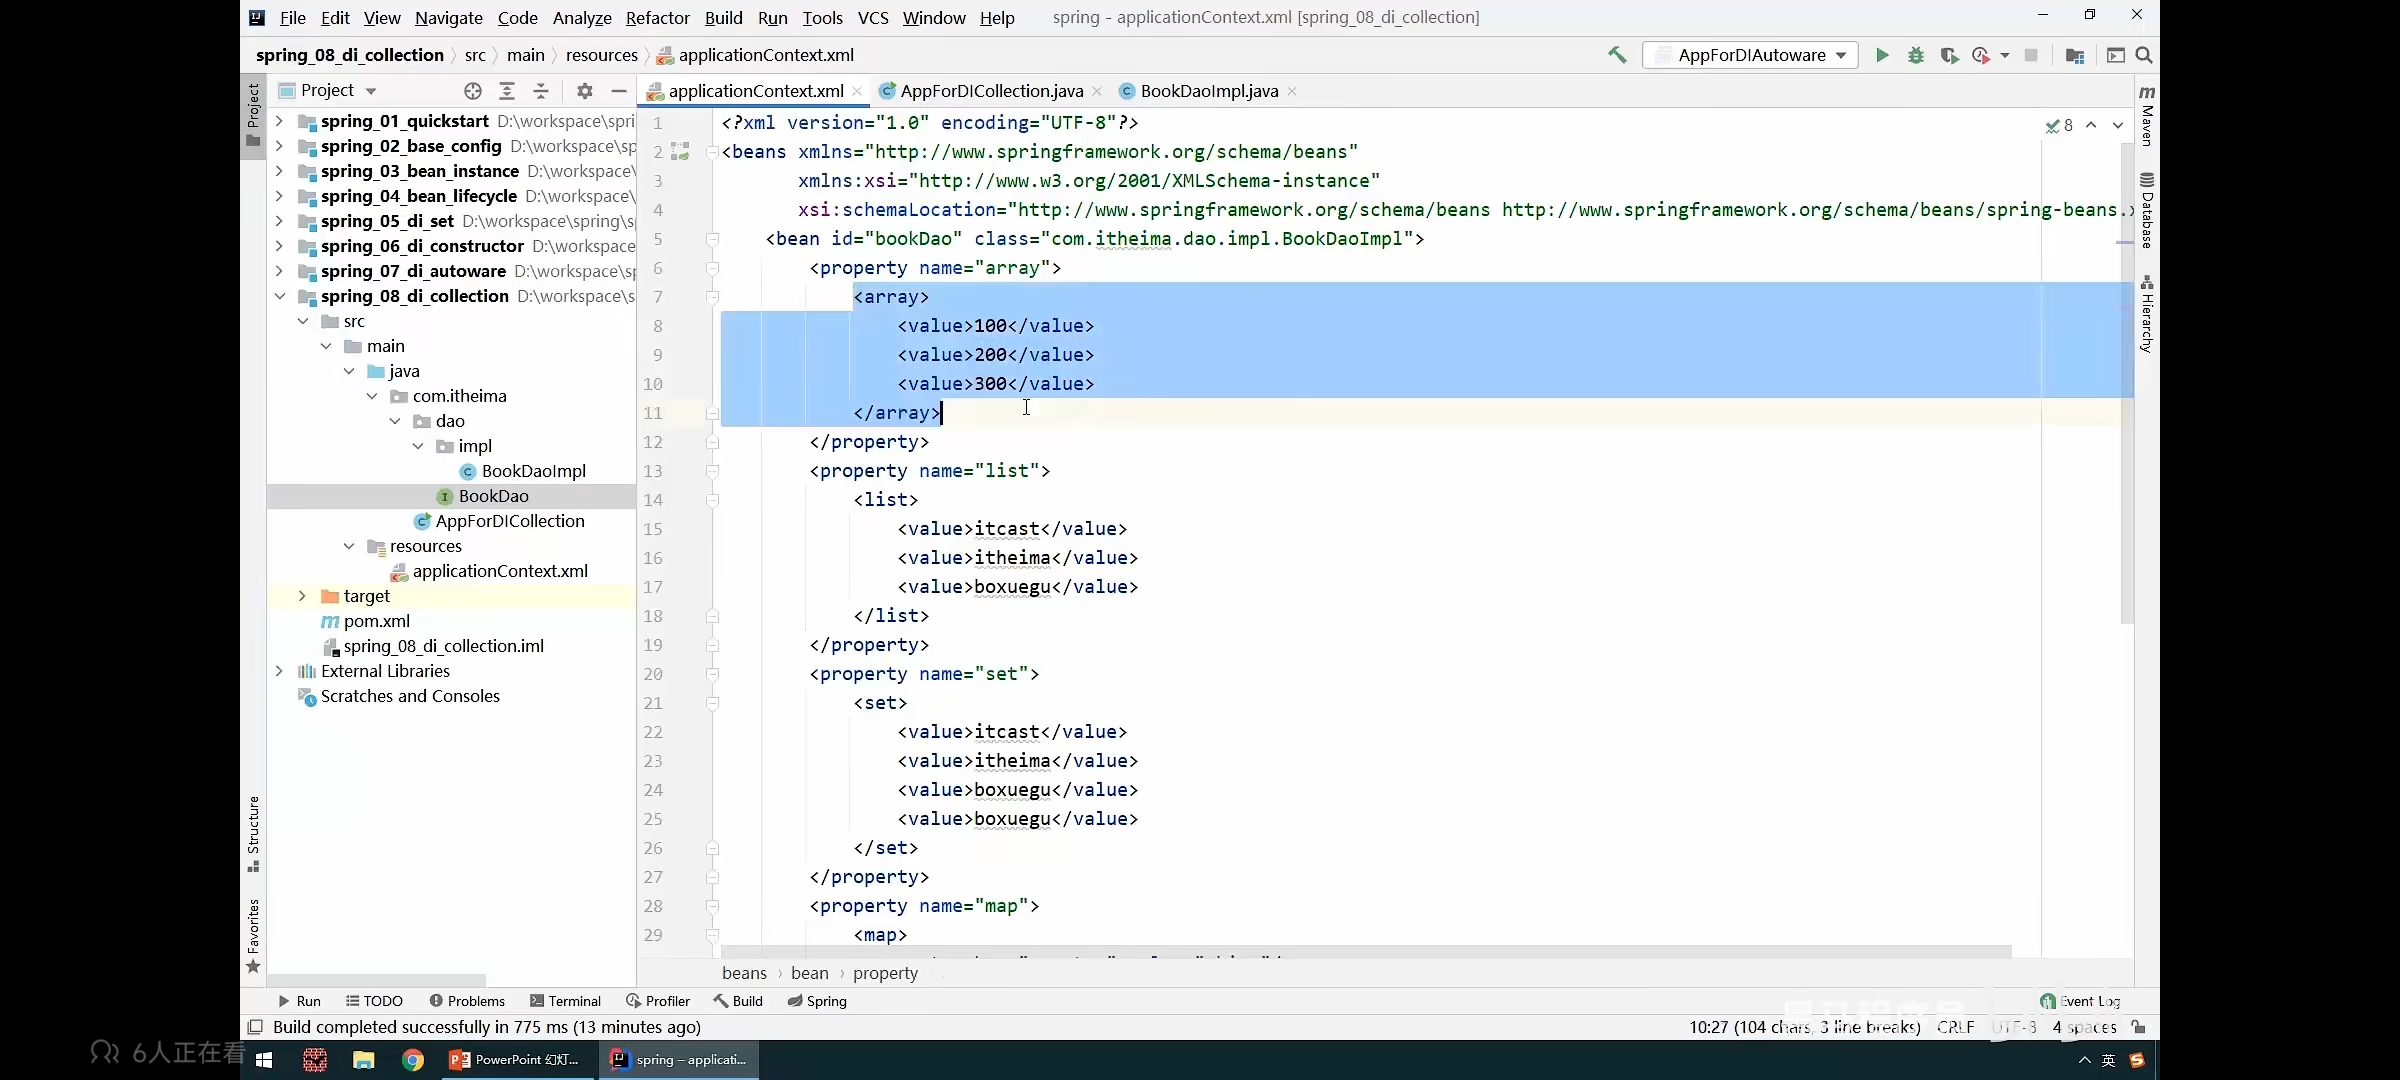 File Edit View Navigate Code Analyze Refactor Build Run Tools VCS Window Help spring - applicationContext.xml [spring_08_di_collection]
spring_08_di_collection src main resources applicationContext.xml AppForDIAutoware
Project applicationContext.xml AppForDICollection.java BookDaoImpl.java
Project
spring_01_quickstart D:\workspace\spri
spring_02_base_config D:\workspace\sp
spring_03_bean_instance D:\workspace\
spring_04_bean_lifecycle D:\workspace\
spring_05_di_set D:\workspace\spring\s
spring_06_di_constructor D:\workspace
spring_07_di_autoware D:\workspace\s
spring_08_di_collection D:\workspace\s
src
main
java
com.itheima
dao
impl
BookDaoImpl
BookDao
AppForDICollection
resources
applicationContext.xml
target
pom.xml
spring_08_di_collection.iml
External Libraries
Scratches and Consoles
Structure
Favorites
8
1 <?xml version="1.0" encoding="UTF-8"?>
2 <beans xmlns="http://www.springframework.org/schema/beans"
3 xmlns:xsi="http://www.w3.org/2001/XMLSchema-instance"
4 xsi:schemaLocation="http://www.springframework.org/schema/beans http://www.springframework.org/schema/beans/spring-beans.x
5 <bean id="bookDao" class="com.itheima.dao.impl.BookDaoImpl">
6 <property name="array">
7 <array>
8 <value>100</value>
9 <value>200</value>
10 <value>300</value>
11 </array>
12 </property>
13 <property name="list">
14 <list>
15 <value>itcast</value>
16 <value>itheima</value>
17 <value>boxuegu</value>
18 </list>
19 </property>
20 <property name="set">
21 <set>
22 <value>itcast</value>
23 <value>itheima</value>
24 <value>boxuegu</value>
25 <value>boxuegu</value>
26 </set>
27 </property>
28 <property name="map">
29 <map>
beans bean property
Maven
Database
Hierarchy
Run TODO Problems Terminal Profiler Build Spring Event Log
Build completed successfully in 775 ms (13 minutes ago) 10:27 (104 chars, 3 line breaks) CRLF UTF-8 4 spaces
6人正在看
PowerPoint 幻灯... spring – applicati... 英